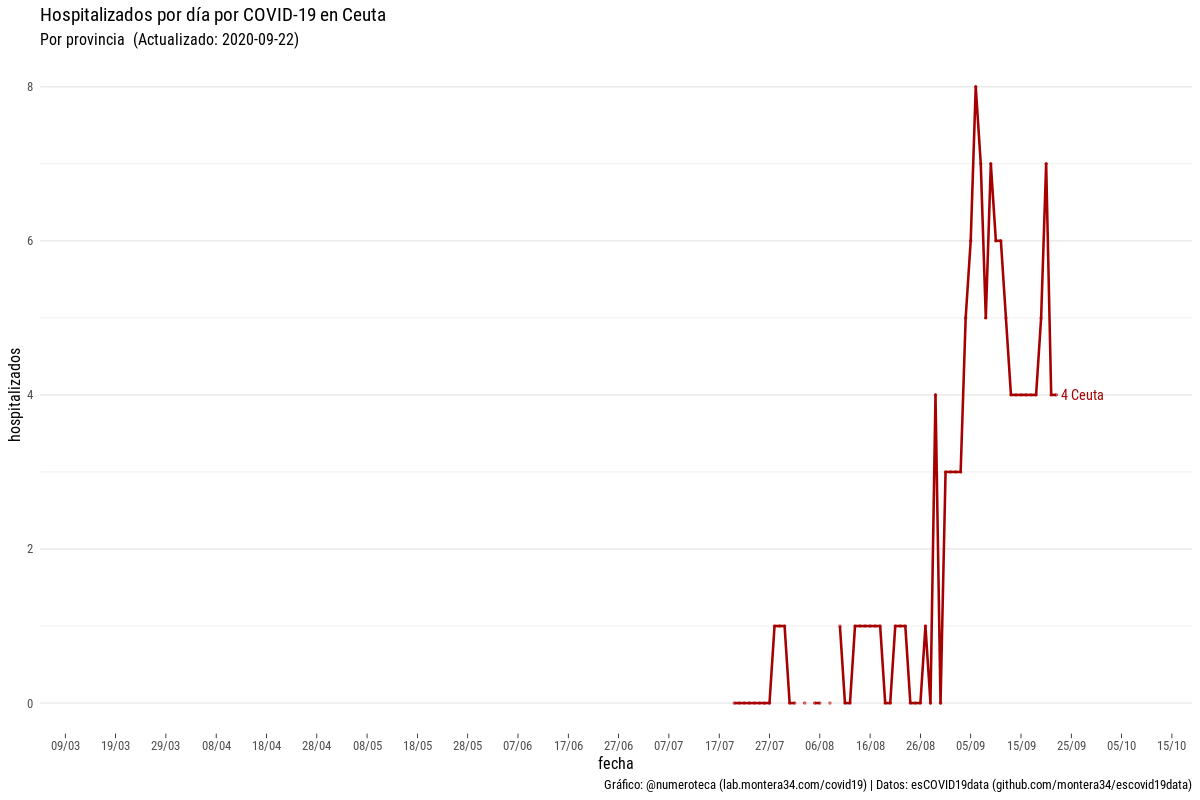 Hospitalizados por día por COVID-19 en Ceuta
Por provincia  (Actualizado: 2020-09-22)
8
6
4
2
0
hospitalizados
4 Ceuta
09/03 19/03 29/03 08/04 18/04 28/04 08/05 18/05 28/05 07/06 17/06 27/06 07/07 17/07 27/07 06/08 16/08 26/08 05/09 15/09 25/09 05/10 15/10
fecha
Gráfico: @numeroteca (lab.montera34.com/covid19) | Datos: esCOVID19data (github.com/montera34/escovid19data)